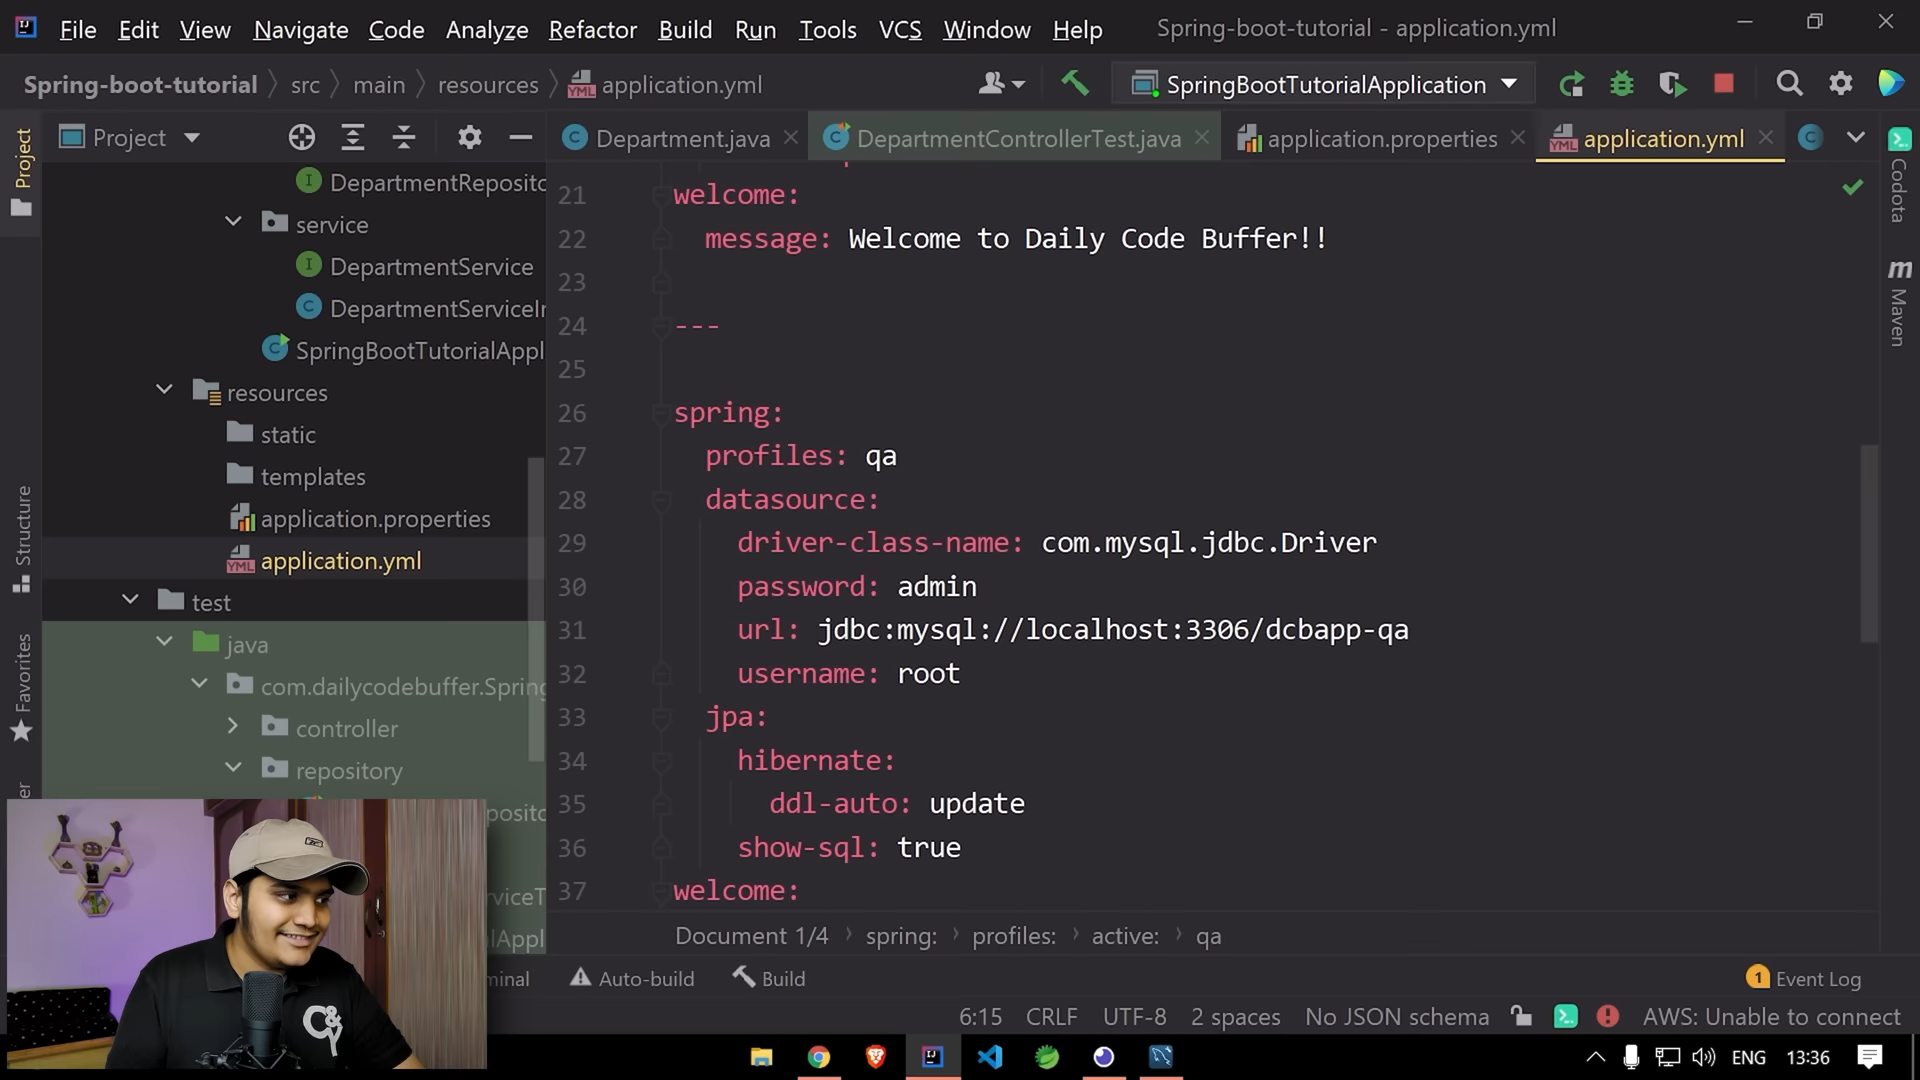 File Edit View Navigate Code Analyze Refactor Build Run Tools VCS Window Help Spring-boot-tutorial - application.yml
Spring-boot-tutorial src main resources application.yml SpringBootTutorialApplication
Project
Department.java DepartmentControllerTest.java application.properties application.yml
Project
Structure
Favorites
DepartmentReposito
service
DepartmentService
DepartmentServiceIn
SpringBootTutorialAppl
resources
static
templates
application.properties
application.yml
test
java
com.dailycodebuffer.Spring
controller
repository
21 welcome:
22 message: Welcome to Daily Code Buffer!!
23
24 ---
25
26 spring:
27 profiles: qa
28 datasource:
29 driver-class-name: com.mysql.jdbc.Driver
30 password: admin
31 url: jdbc:mysql://localhost:3306/dcbapp-qa
32 username: root
33 jpa:
34 hibernate:
35 ddl-auto: update
36 show-sql: true
37 welcome:
Codota
Maven
Document 1/4 spring: profiles: active: qa
minal Auto-build Build 1 Event Log
6:15 CRLF UTF-8 2 spaces No JSON schema AWS: Unable to connect
ENG 13:36